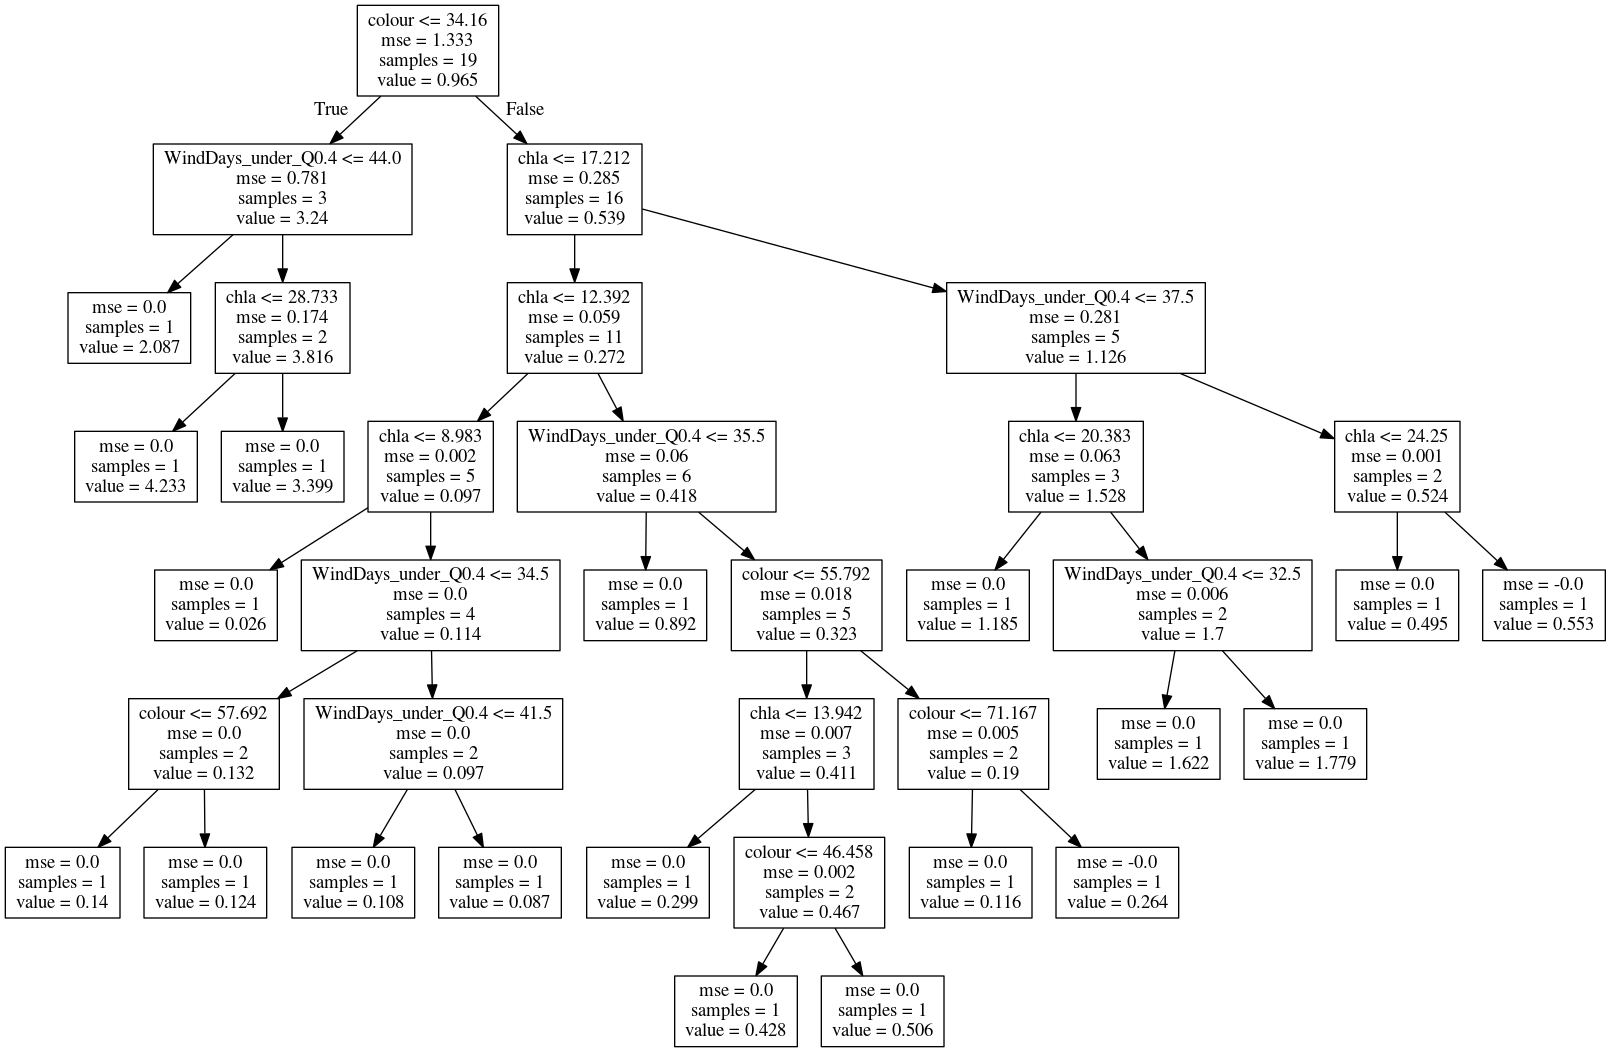 colour <= 34.16
mse = 1.333
samples = 19
value = 0.965
True
False
WindDays_under_Q0.4 <= 44.0
mse = 0.781
samples = 3
value = 3.24
chla <= 17.212
mse = 0.285
samples = 16
value = 0.539
mse = 0.0
samples = 1
value = 2.087
chla <= 28.733
mse = 0.174
samples = 2
value = 3.816
chla <= 12.392
mse = 0.059
samples = 11
value = 0.272
WindDays_under_Q0.4 <= 37.5
mse = 0.281
samples = 5
value = 1.126
mse = 0.0
samples = 1
value = 4.233
mse = 0.0
samples = 1
value = 3.399
chla <= 8.983
mse = 0.002
samples = 5
value = 0.097
WindDays_under_Q0.4 <= 35.5
mse = 0.06
samples = 6
value = 0.418
chla <= 20.383
mse = 0.063
samples = 3
value = 1.528
chla <= 24.25
mse = 0.001
samples = 2
value = 0.524
mse = 0.0
samples = 1
value = 0.026
WindDays_under_Q0.4 <= 34.5
mse = 0.0
samples = 4
value = 0.114
mse = 0.0
samples = 1
value = 0.892
colour <= 55.792
mse = 0.018
samples = 5
value = 0.323
mse = 0.0
samples = 1
value = 1.185
WindDays_under_Q0.4 <= 32.5
mse = 0.006
samples = 2
value = 1.7
mse = 0.0
samples = 1
value = 0.495
mse = -0.0
samples = 1
value = 0.553
colour <= 57.692
mse = 0.0
samples = 2
value = 0.132
WindDays_under_Q0.4 <= 41.5
mse = 0.0
samples = 2
value = 0.097
chla <= 13.942
mse = 0.007
samples = 3
value = 0.411
colour <= 71.167
mse = 0.005
samples = 2
value = 0.19
mse = 0.0
samples = 1
value = 1.622
mse = 0.0
samples = 1
value = 1.779
mse = 0.0
samples = 1
value = 0.14
mse = 0.0
samples = 1
value = 0.124
mse = 0.0
samples = 1
value = 0.108
mse = 0.0
samples = 1
value = 0.087
mse = 0.0
samples = 1
value = 0.299
colour <= 46.458
mse = 0.002
samples = 2
value = 0.467
mse = 0.0
samples = 1
value = 0.116
mse = -0.0
samples = 1
value = 0.264
mse = 0.0
samples = 1
value = 0.428
mse = 0.0
samples = 1
value = 0.506